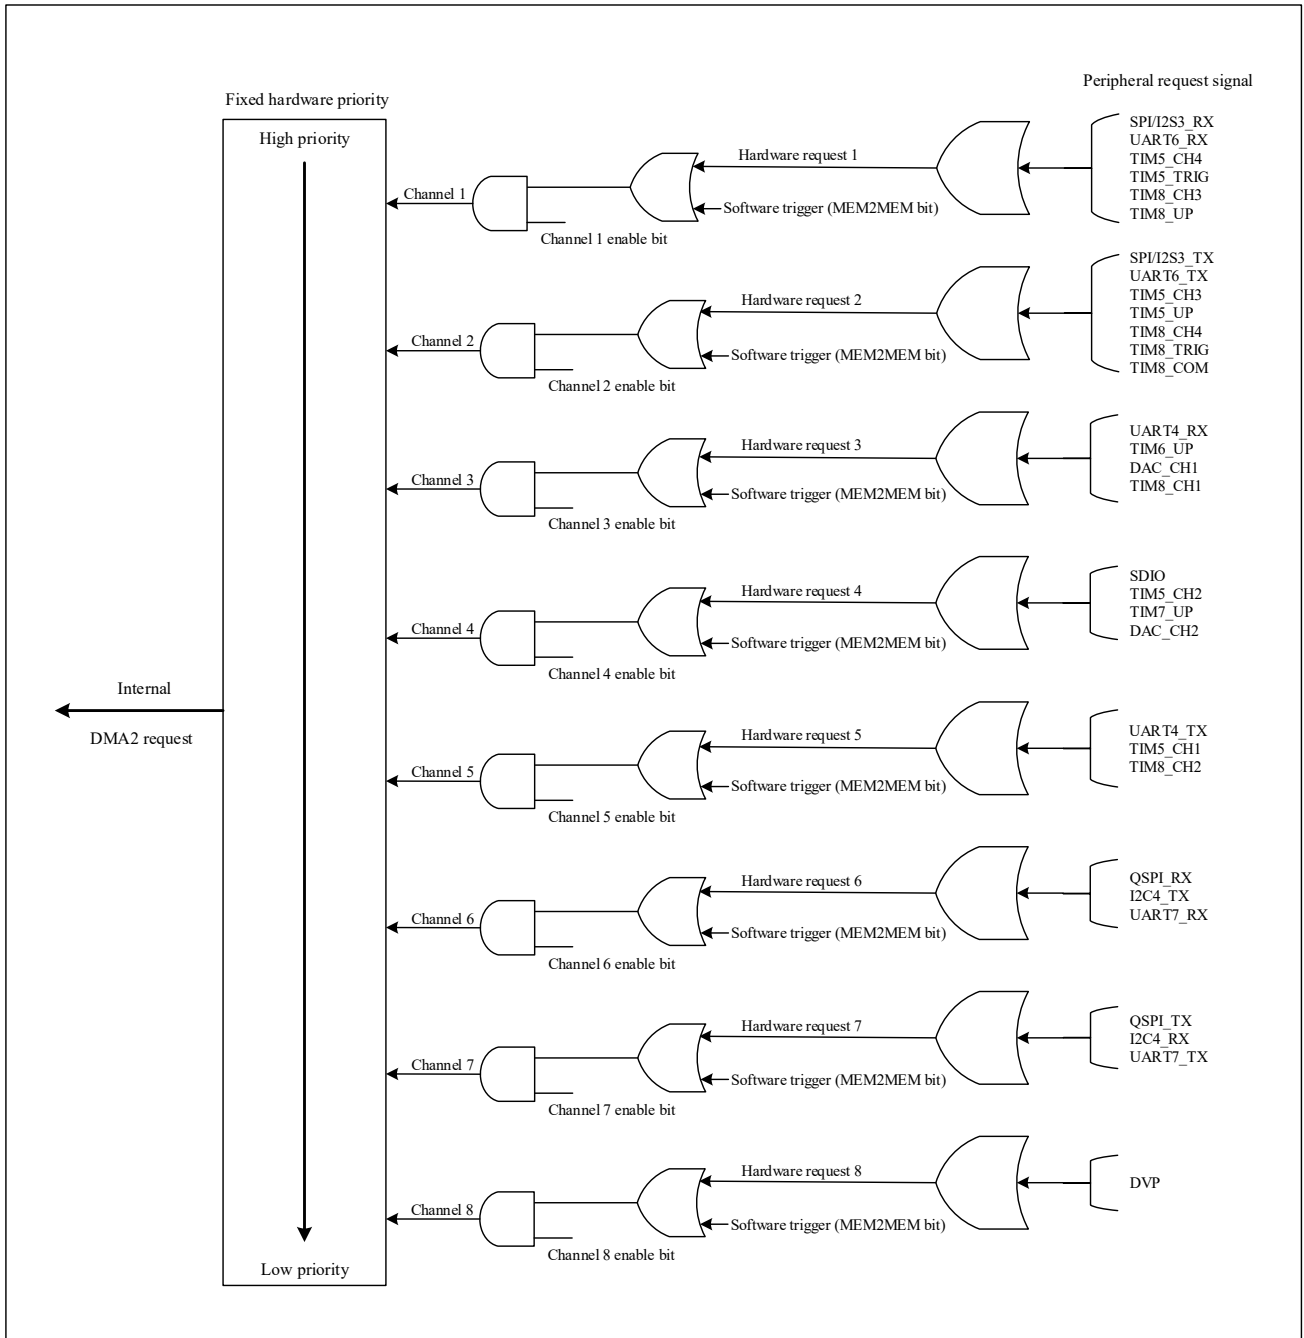 Peripheral request signal
Fixed hardware priority
High priority
SPI/I2S3_RX
UART6_RX
TIM5_CH4
TIM5_TRIG
TIM8_CH3
TIM8_UP
Hardware request 1
Channel 1
Software trigger (MEM2MEM bit)
Channel 1 enable bit
SPI/I2S3_TX
UART6_TX
TIM5_CH3
TIM5_UP
TIM8_CH4
TIM8_TRIG
TIM8_COM
Hardware request 2
Channel 2
Software trigger (MEM2MEM bit)
Channel 2 enable bit
UART4_RX
TIM6_UP
DAC_CH1
TIM8_CH1
Hardware request 3
Channel 3
Software trigger (MEM2MEM bit)
Channel 3 enable bit
SDIO
TIM5_CH2
TIM7_UP
DAC_CH2
Hardware request 4
Channel 4
Software trigger (MEM2MEM bit)
Channel 4 enable bit
Internal
DMA2 request
UART4_TX
TIM5_CH1
TIM8_CH2
Hardware request 5
Channel 5
Software trigger (MEM2MEM bit)
Channel 5 enable bit
QSPI_RX
I2C4_TX
UART7_RX
Hardware request 6
Channel 6
Software trigger (MEM2MEM bit)
Channel 6 enable bit
QSPI_TX
I2C4_RX
UART7_TX
Hardware request 7
Channel 7
Software trigger (MEM2MEM bit)
Channel 7 enable bit
DVP
Hardware request 8
Channel 8
Software trigger (MEM2MEM bit)
Channel 8 enable bit
Low priority